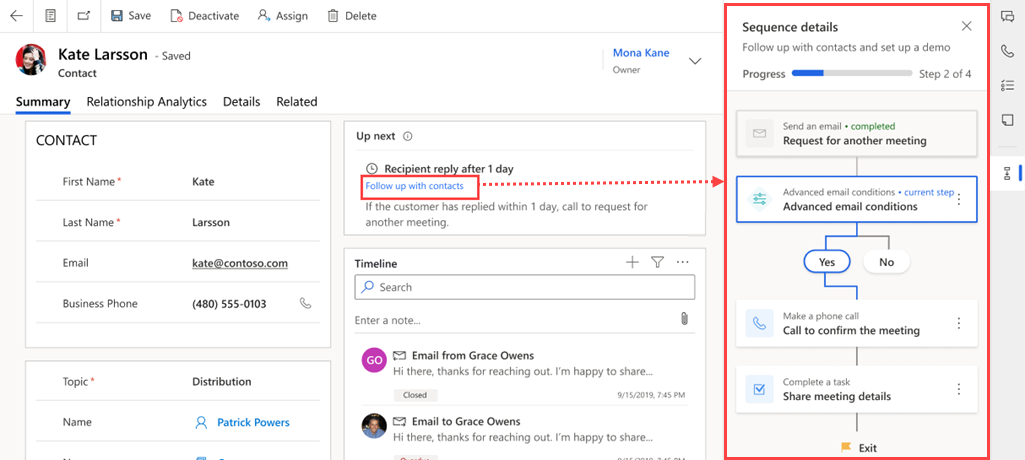 Save
Deactivate
Assign
Delete
Kate Larsson - Saved
Contact
Mona Kane
Owner
Summary
Relationship Analytics
Details
Related
CONTACT
First Name*
Kate
Last Name*
Larsson
Email
kate@contoso.com
Business Phone
(480) 555-0103
Topic*
Distribution
Name
Patrick Powers
Up next
Recipient reply after 1 day
Follow up with contacts
If the customer has replied within 1 day, call to request for
another meeting.
Timeline
Search
Enter a note...
GO
Email from Grace Owens
Hi there, thanks for reaching out. I'm happy to share...
Closed
9/15/2019, 7:45 PM
Email to Grace Owens
Hi there, thanks for reaching out. I'm happy to share...
Sequence details
Follow up with contacts and set up a demo
Progress
Step 2 of 4
Send an email • completed
Request for another meeting
Advanced email conditions • current step
Advanced email conditions
Yes
No
Make a phone call
Call to confirm the meeting
Complete a task
Share meeting details
Exit